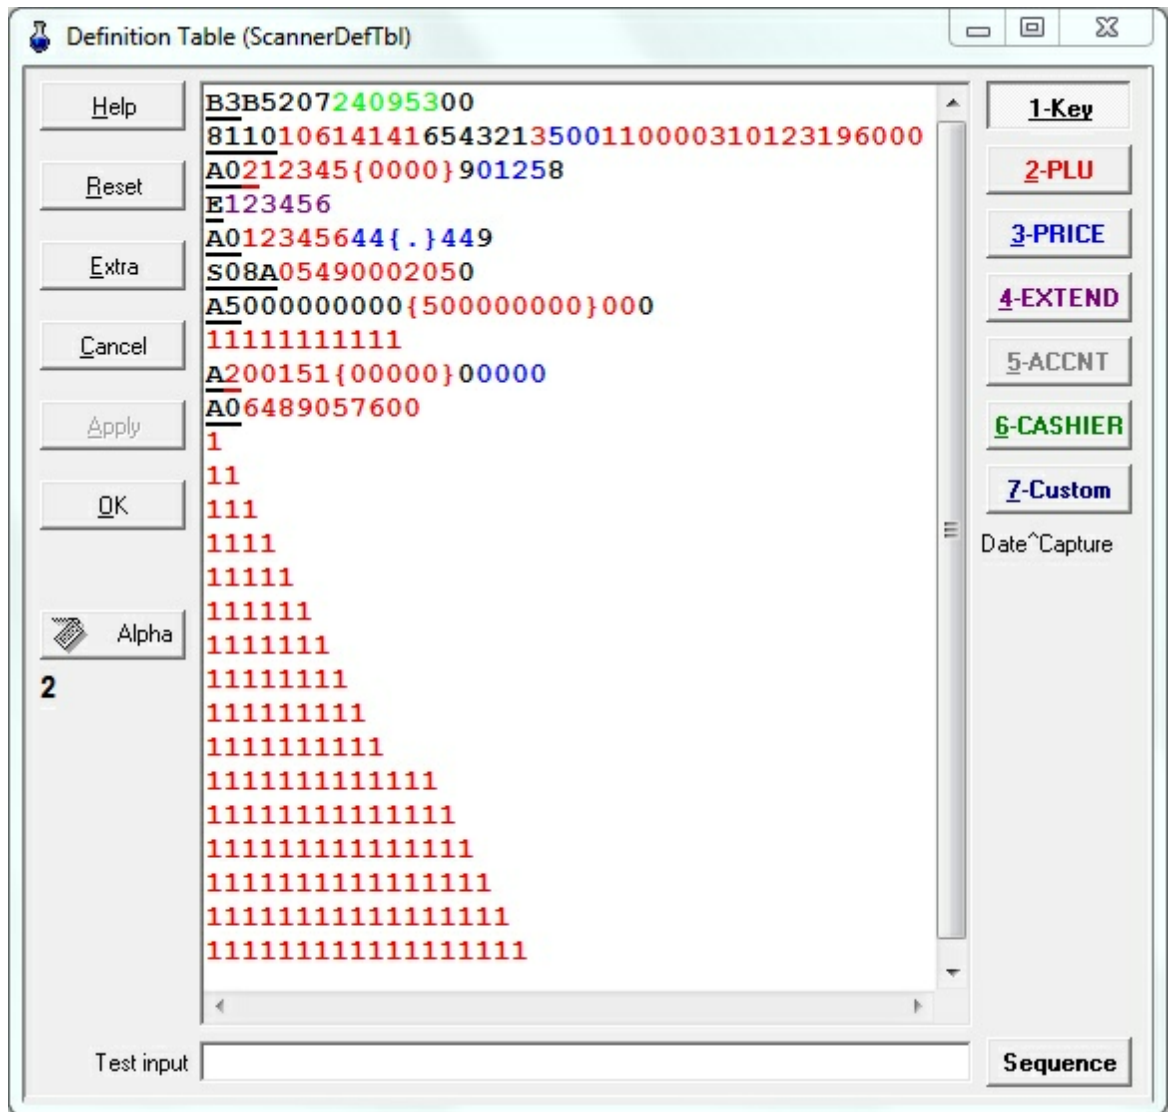 Definition Table (ScannerDefTbl)
Help
Reset
Extra
Cancel
Apply
OK
Alpha
2
B3B520724095300
8110106141416543213500110000310123196000
A0212345{0000}901258
E123456
A012345644{.}449
S08A05490002050
A5000000000{500000000}000
11111111111
A200151{00000}00000
A06489057600
1
11
111
1111
11111
111111
1111111
11111111
111111111
1111111111
1111111111111
11111111111111
111111111111111
1111111111111111
11111111111111111
111111111111111111
1-Key
2-PLU
3-PRICE
4-EXTEND
5-ACCNT
6-CASHIER
7-Custom
Date^Capture
Test input
Sequence